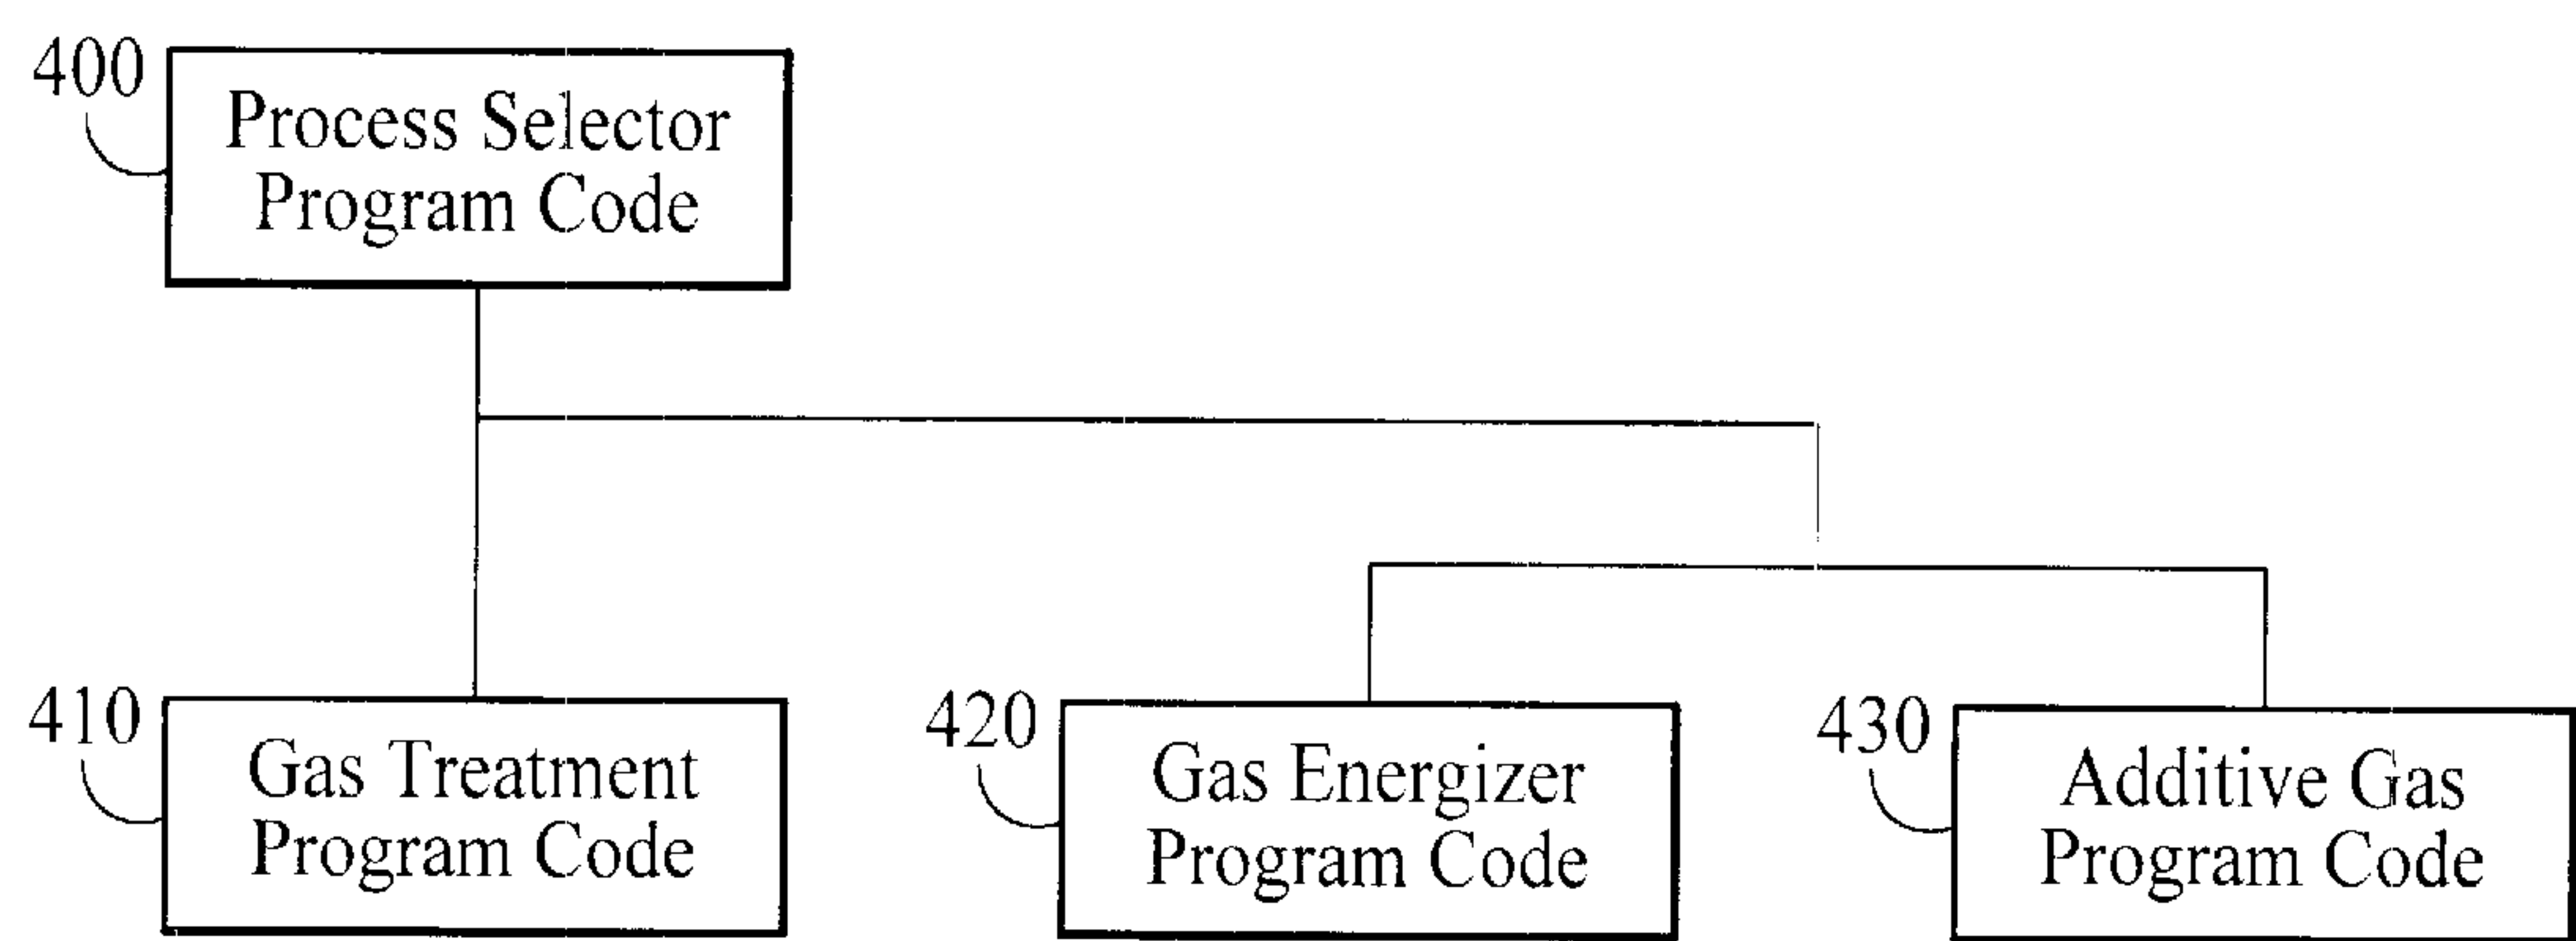 400
Process Selector
Program Code
410
Gas Treatment
Program Code
420
Gas Energizer
Program Code
430
Additive Gas
Program Code